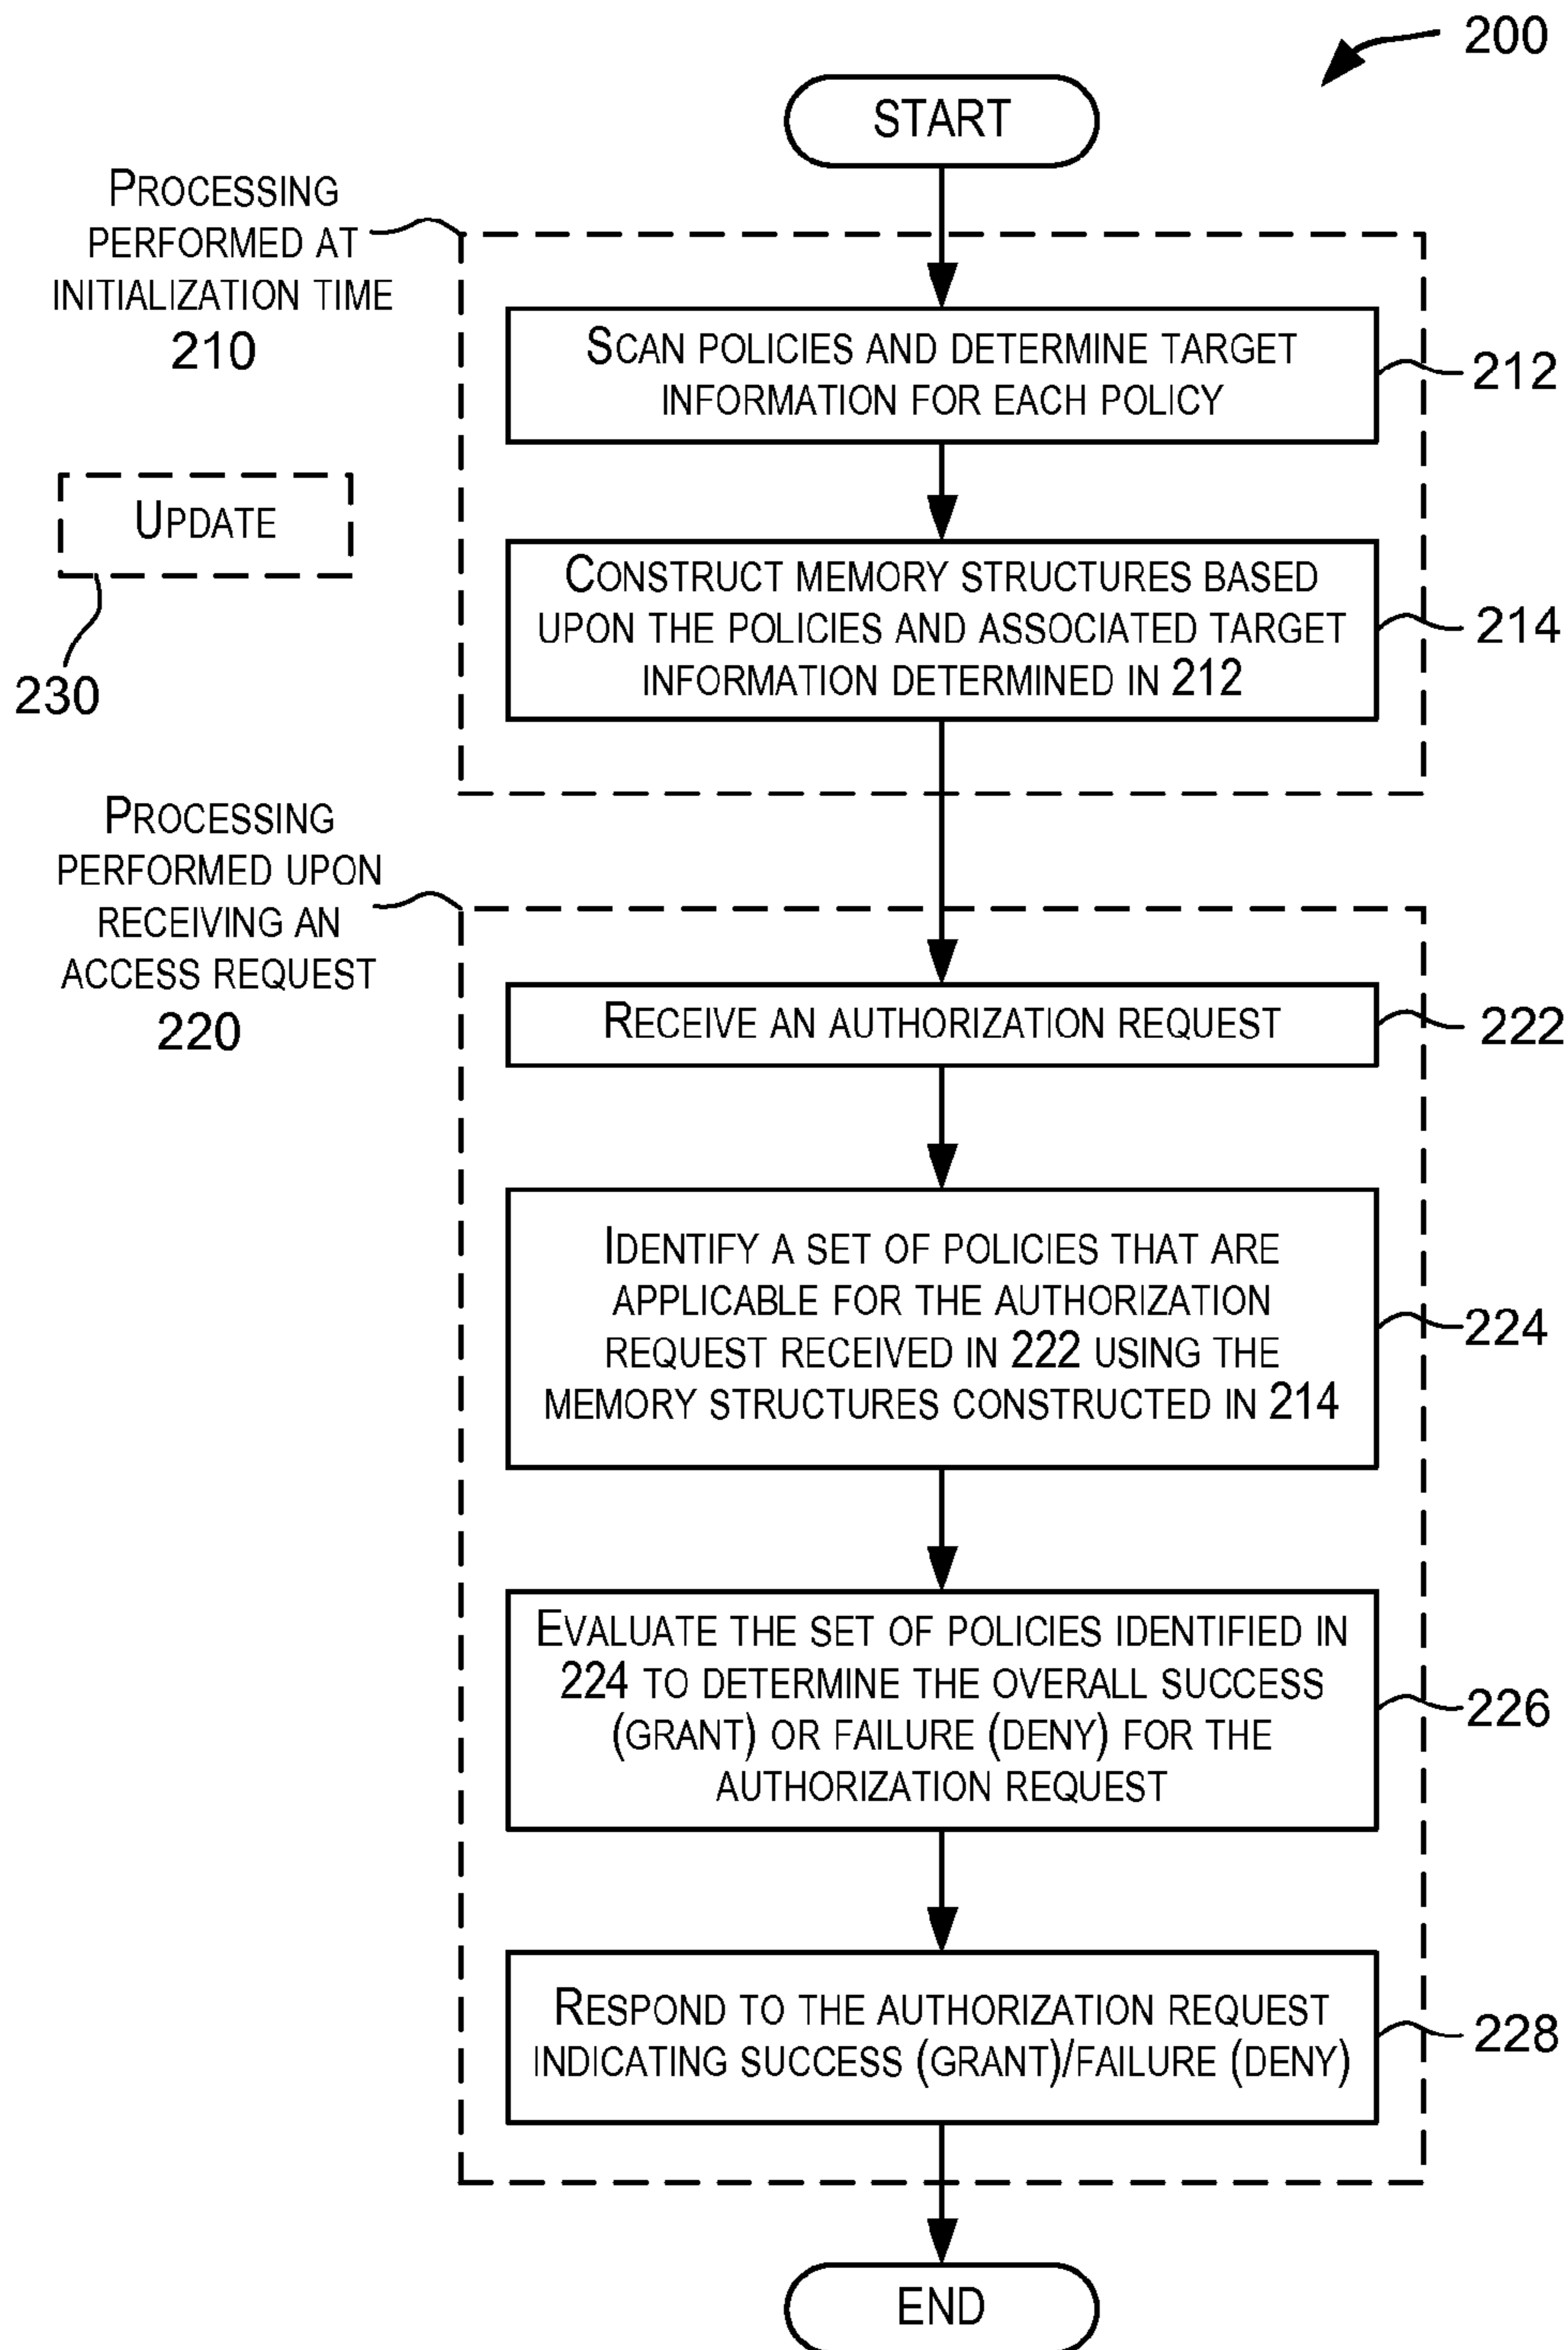 200
START
PROCESSING
PERFORMED AT
INITIALIZATION TIME
210
SCAN POLICIES AND DETERMINE TARGET
INFORMATION FOR EACH POLICY
212
UPDATE
230
CONSTRUCT MEMORY STRUCTURES BASED
UPON THE POLICIES AND ASSOCIATED TARGET
INFORMATION DETERMINED IN 212
214
PROCESSING
PERFORMED UPON
RECEIVING AN
ACCESS REQUEST
220
RECEIVE AN AUTHORIZATION REQUEST
222
IDENTIFY A SET OF POLICIES THAT ARE
APPLICABLE FOR THE AUTHORIZATION
REQUEST RECEIVED IN 222 USING THE
MEMORY STRUCTURES CONSTRUCTED IN 214
224
EVALUATE THE SET OF POLICIES IDENTIFIED IN
224 TO DETERMINE THE OVERALL SUCCESS
(GRANT) OR FAILURE (DENY) FOR THE
AUTHORIZATION REQUEST
226
RESPOND TO THE AUTHORIZATION REQUEST
INDICATING SUCCESS (GRANT)/FAILURE (DENY)
228
END